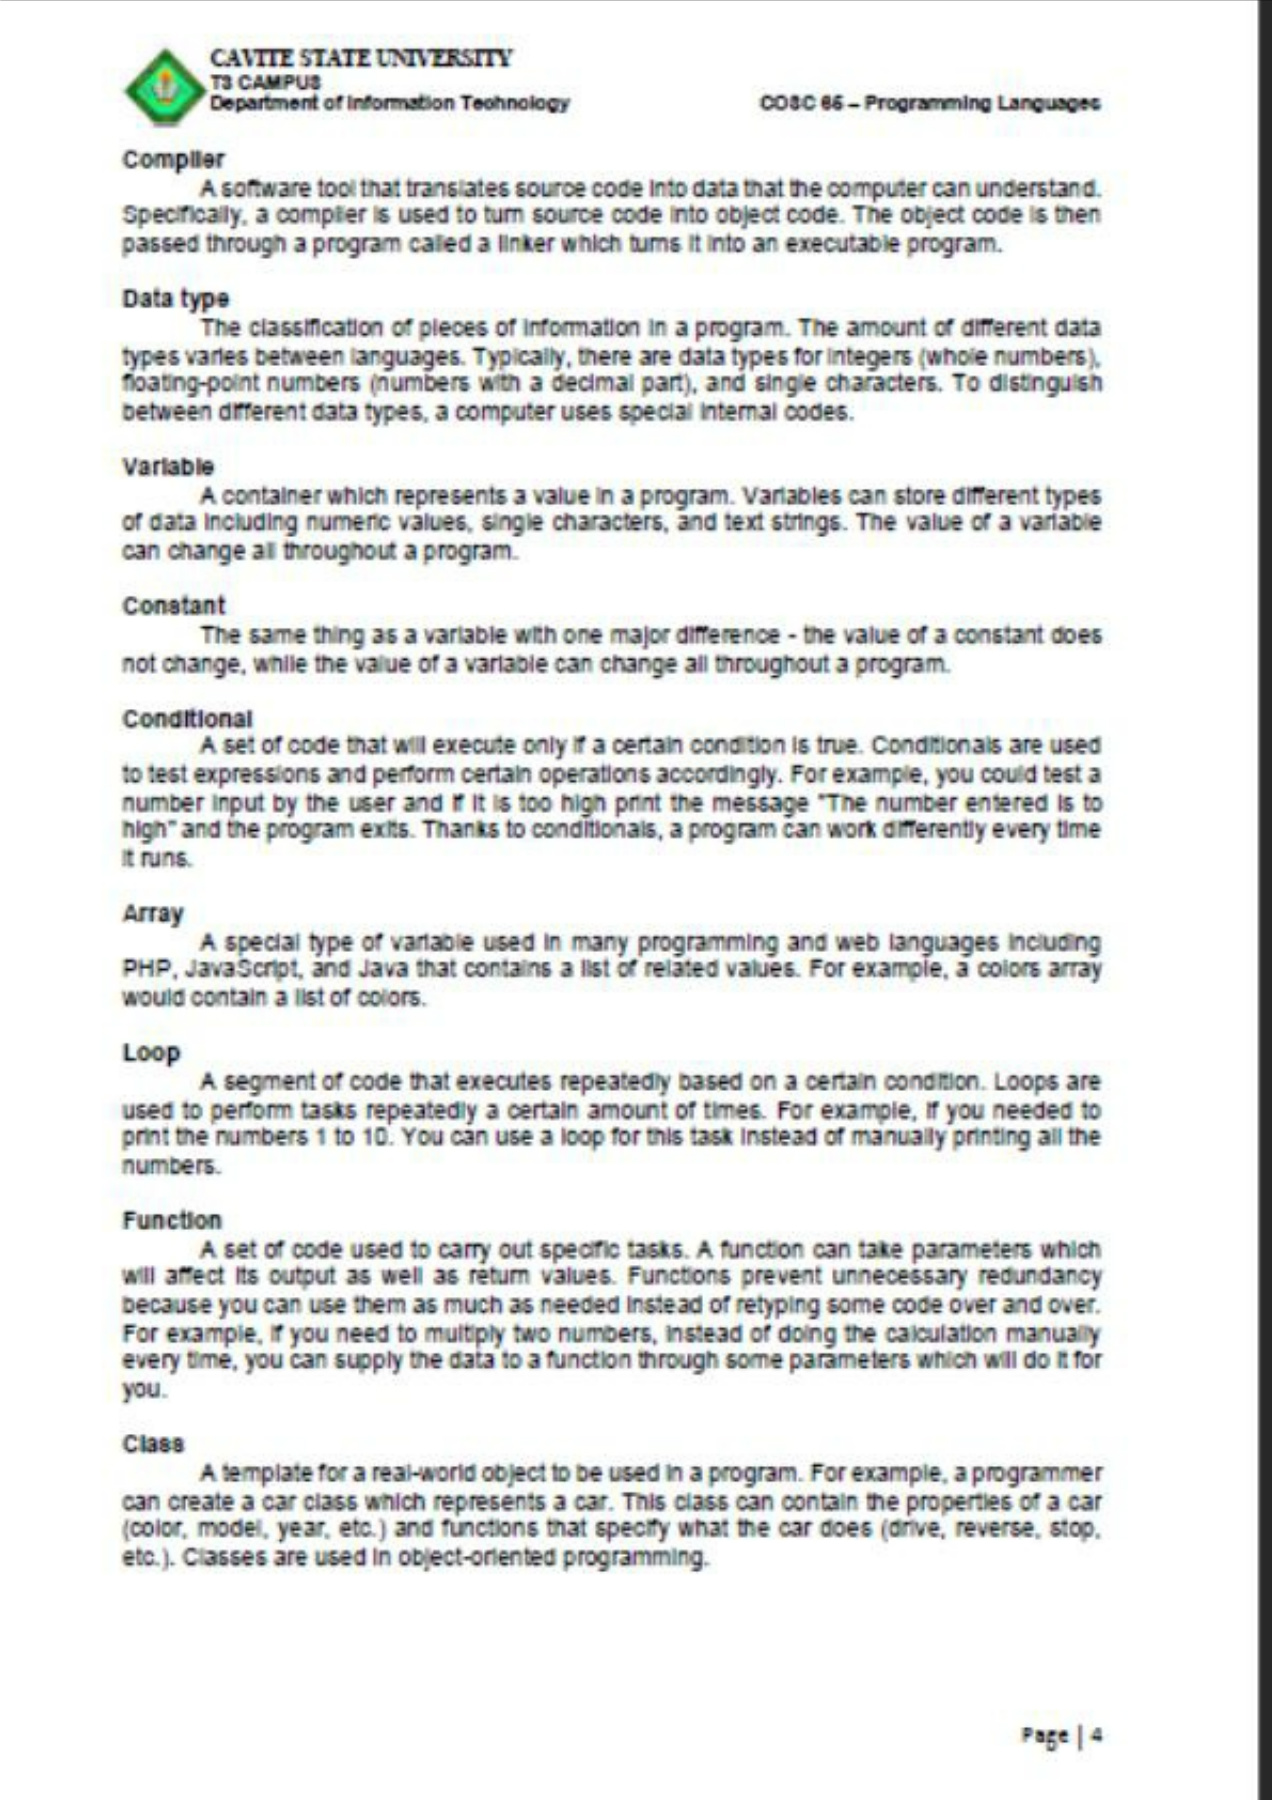 CAVITE STATE UNIVERSITY
T3 CAMPUS
Department of Information Technology
COSC 65 – Programming Languages
Compiler
A software tool that translates source code into data that the computer can understand.
Specifically, a compiler is used to turn source code into object code. The object code is then
passed through a program called a linker which turns it into an executable program.
Data type
The classification of pieces of information in a program. The amount of different data
types varies between languages. Typically, there are data types for integers (whole numbers),
floating-point numbers (numbers with a decimal part), and single characters. To distinguish
between different data types, a computer uses special internal codes.
Variable
A container which represents a value in a program. Variables can store different types
of data including numeric values, single characters, and text strings. The value of a variable
can change all throughout a program.
Constant
The same thing as a variable with one major difference - the value of a constant does
not change, while the value of a variable can change all throughout a program.
Conditional
A set of code that will execute only if a certain condition is true. Conditionals are used
to test expressions and perform certain operations accordingly. For example, you could test a
number input by the user and if it is too high print the message "The number entered is to
high" and the program exits. Thanks to conditionals, a program can work differently every time
it runs.
Array
A special type of variable used in many programming and web languages including
PHP, JavaScript, and Java that contains a list of related values. For example, a colors array
would contain a list of colors.
Loop
A segment of code that executes repeatedly based on a certain condition. Loops are
used to perform tasks repeatedly a certain amount of times. For example, if you needed to
print the numbers 1 to 10. You can use a loop for this task instead of manually printing all the
numbers.
Function
A set of code used to carry out specific tasks. A function can take parameters which
will affect its output as well as return values. Functions prevent unnecessary redundancy
because you can use them as much as needed instead of retyping some code over and over.
For example, if you need to multiply two numbers, instead of doing the calculation manually
every time, you can supply the data to a function through some parameters which will do it for
you.
Class
A template for a real-world object to be used in a program. For example, a programmer
can create a car class which represents a car. This class can contain the properties of a car
(color, model, year, etc.) and functions that specify what the car does (drive, reverse, stop,
etc.). Classes are used in object-oriented programming.
Page | 4